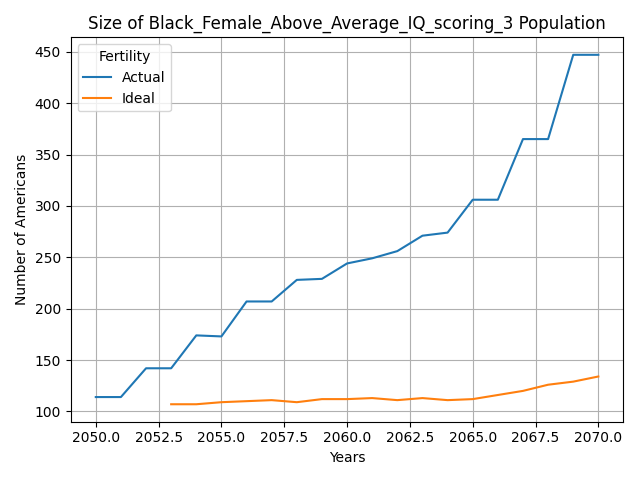 Size of Black_Female_Above_Average_IQ_scoring_3 Population
Fertility
Actual
Ideal
Number of Americans
450
400
350
300
250
200
150
100
2050.0 2052.5 2055.0 2057.5 2060.0 2062.5 2065.0 2067.5 2070.0
Years